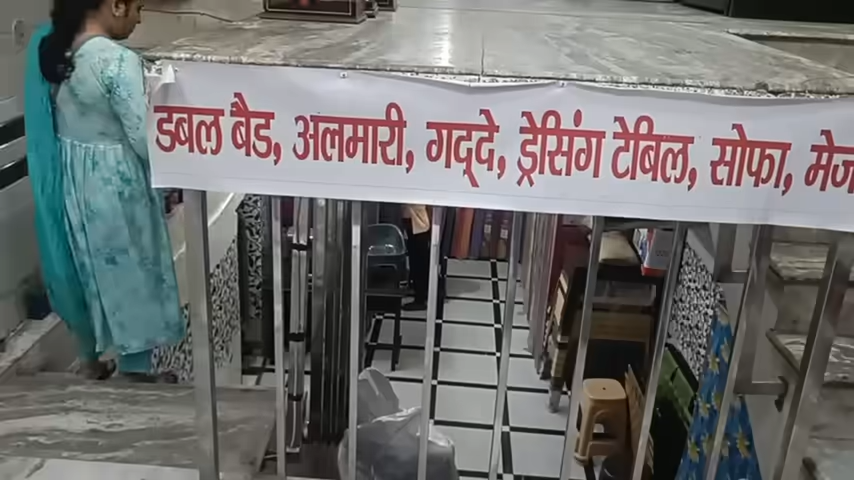 डबल बैड, अलमारी, गद्दे, ड्रेसिंग टेबिल, सोफा, मेज